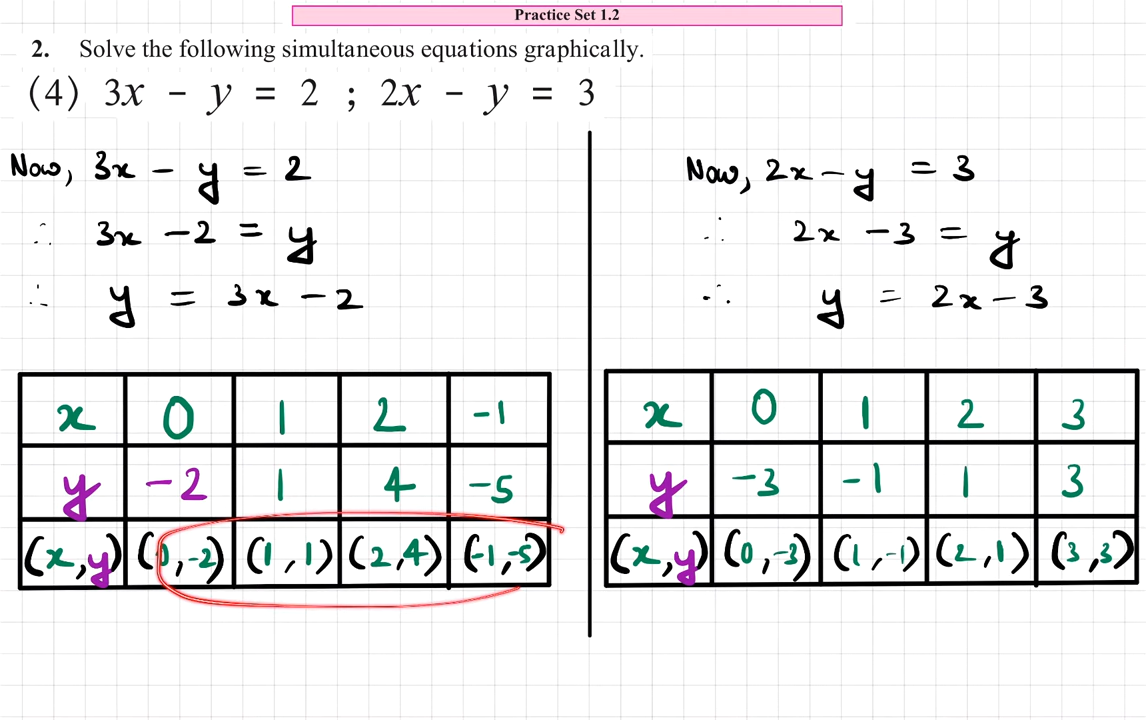 Practice Set 1.2
2. Solve the following simultaneous equations graphically.
(4) 3x - y = 2 ; 2x - y = 3
Now, 3x - y = 2
∴ 3x - 2 = y
∴ y = 3x - 2
x 0 1 2 -1
y -2 1 4 -5
(x,y) (0,-2) (1,1) (2,4) (-1,-5)
Now, 2x - y = 3
∴ 2x - 3 = y
∴ y = 2x - 3
x 0 1 2 3
y -3 -1 1 3
(x,y) (0,-3) (1,-1) (2,1) (3,3)